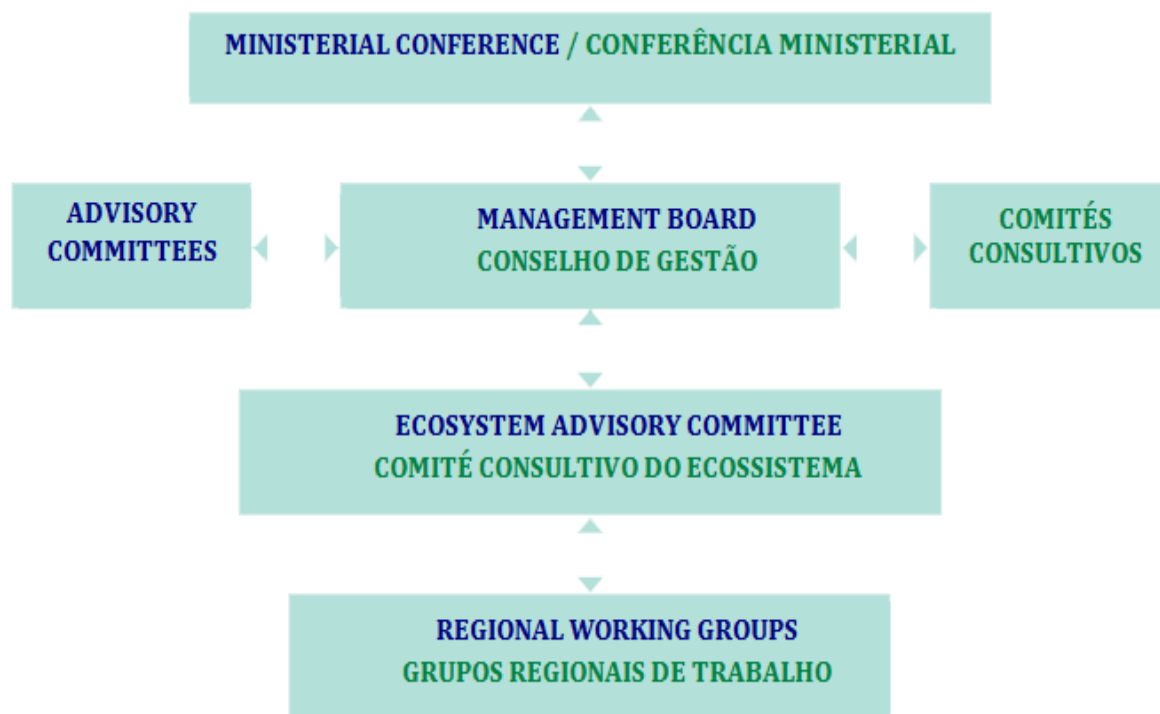 MINISTERIAL CONFERENCE / CONFERÊNCIA MINISTERIAL
ADVISORY
COMMITTEES
MANAGEMENT BOARD
CONSELHO DE GESTÃO
COMITÉS
CONSULTIVOS
ECOSYSTEM ADVISORY COMMITTEE
COMITÉ CONSULTIVO DO ECOSSISTEMA
REGIONAL WORKING GROUPS
GRUPOS REGIONAIS DE TRABALHO